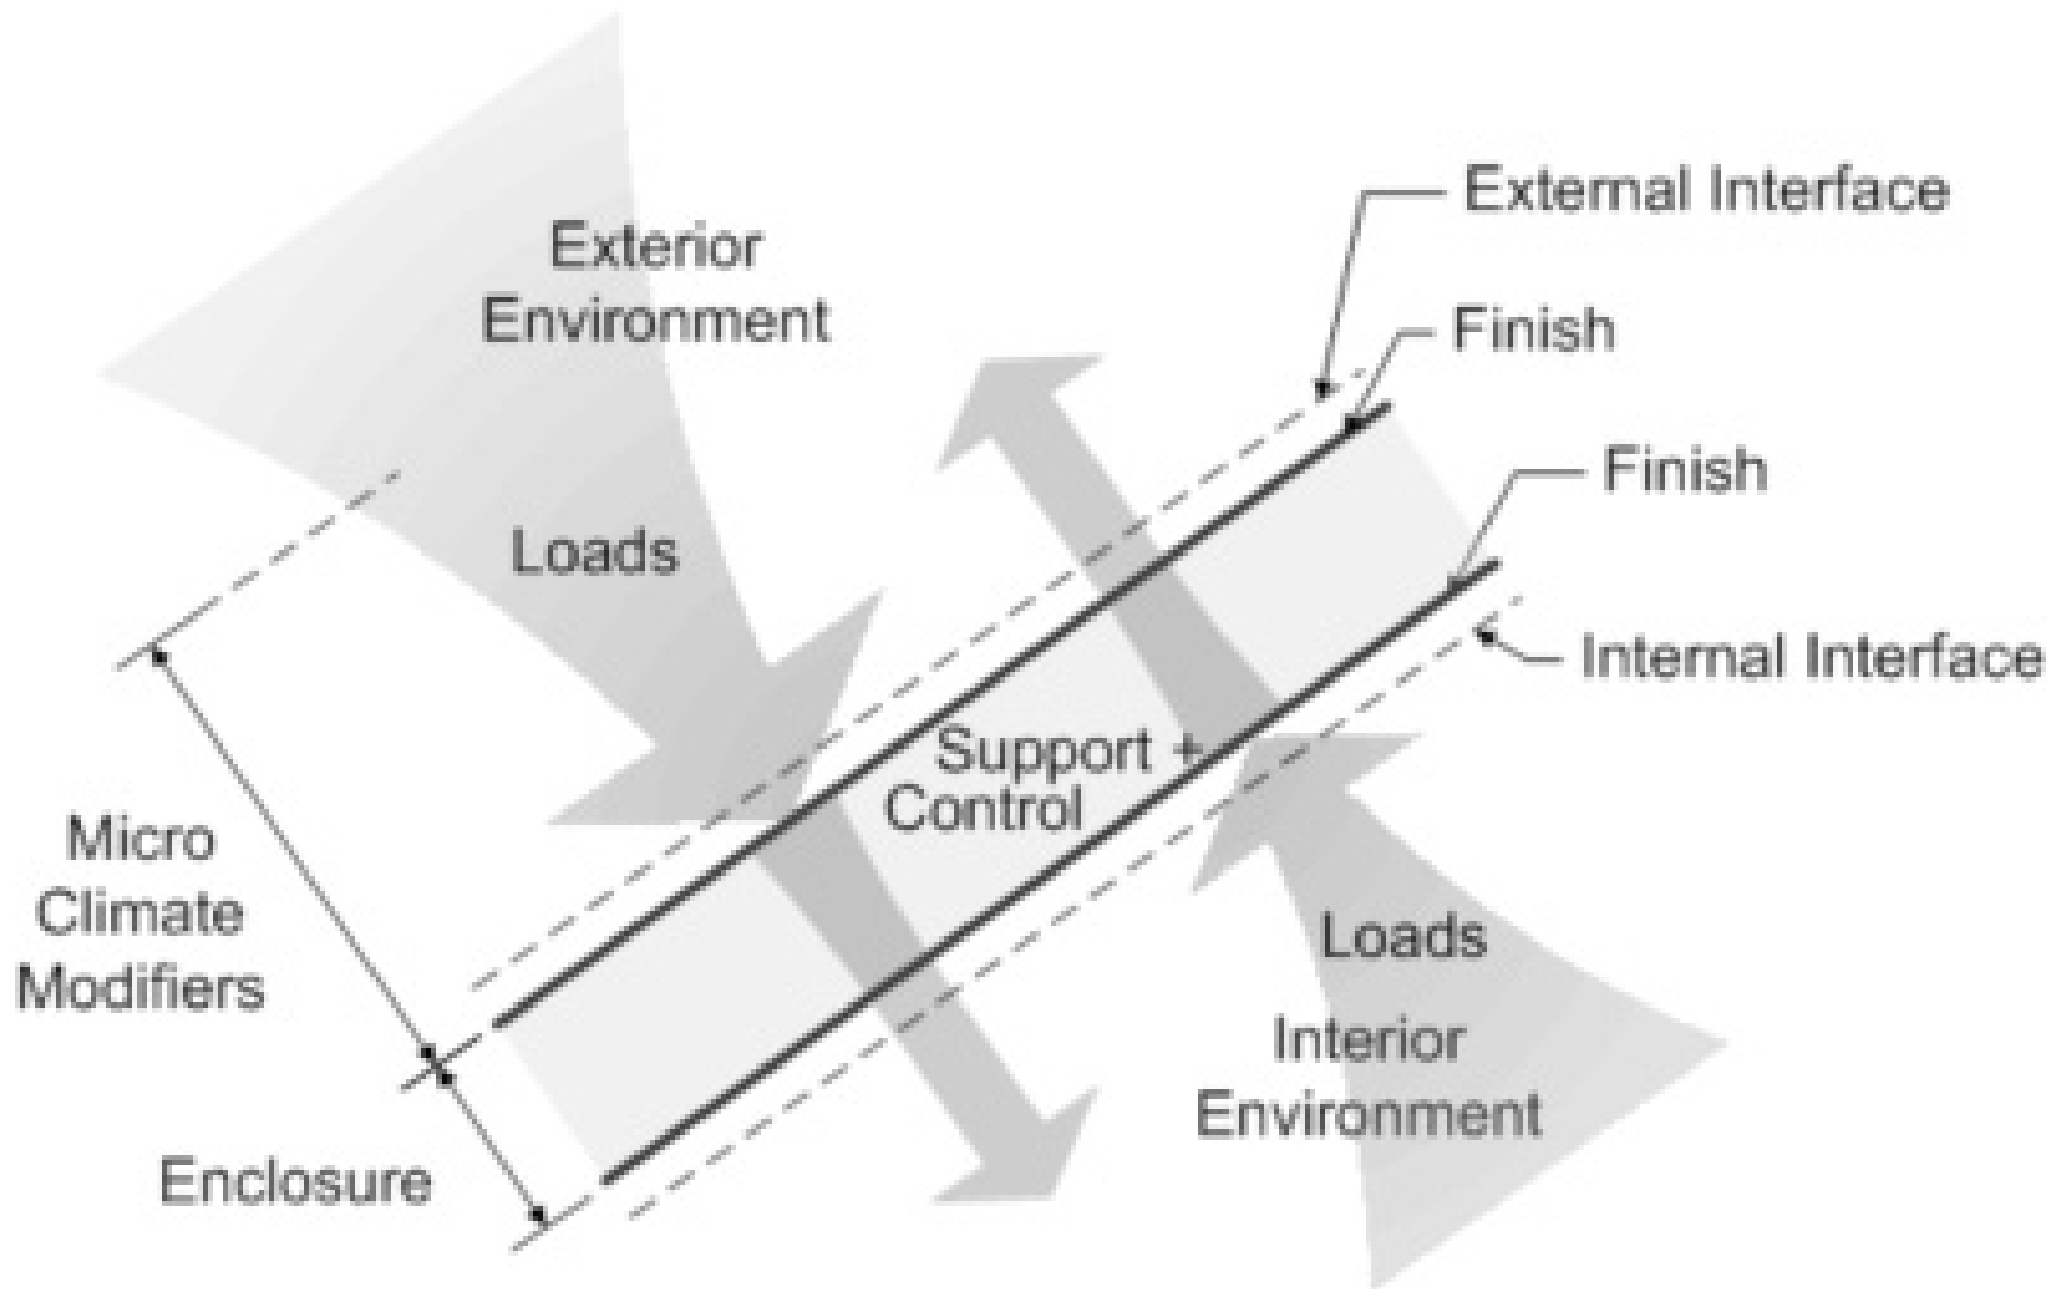 External Interface
Exterior
Environment
Finish
Finish
Loads
Internal Interface
Support +
Control
Micro
Climate
Modifiers
Loads
Interior
Environment
Enclosure